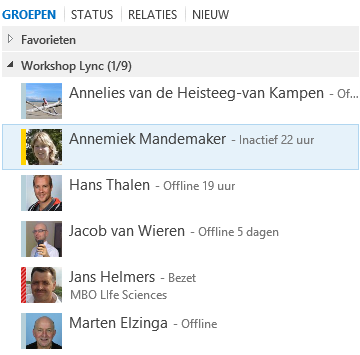 GROEPEN STATUS RELATIES NIEUW
Favorieten
Workshop Lync (1/9)
Annelies van de Heisteeg-van Kampen - Of...
Annemiek Mandemaker - Inactief 22 uur
Hans Thalen - Offline 19 uur
Jacob van Wieren - Offline 5 dagen
Jans Helmers - Bezet
MBO LIfe Sciences
Marten Elzinga - Offline